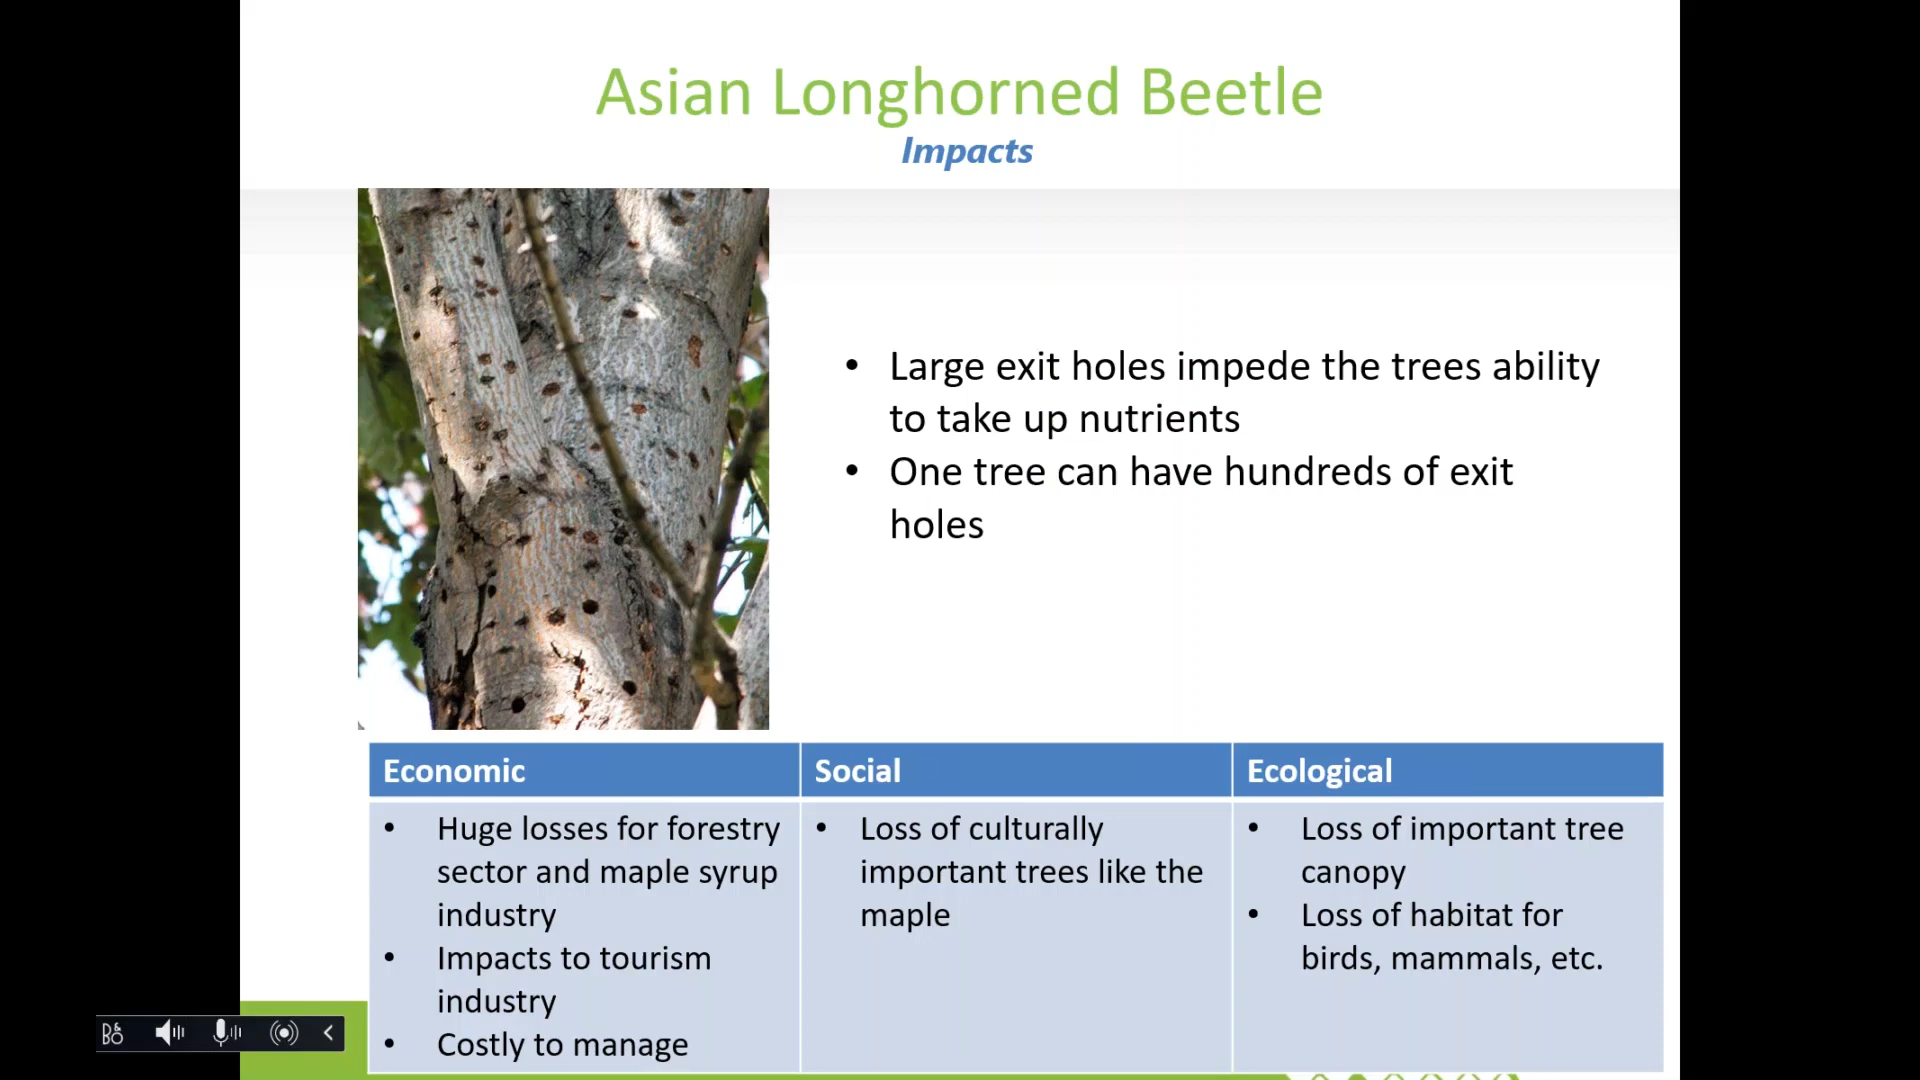 Asian Longhorned Beetle
Impacts
• Large exit holes impede the trees ability
to take up nutrients
• One tree can have hundreds of exit
holes
Economic
Social
Ecological
• Huge losses for forestry
sector and maple syrup
industry
• Impacts to tourism
industry
• Costly to manage
• Loss of culturally
important trees like the
maple
• Loss of important tree
canopy
• Loss of habitat for
birds, mammals, etc.
B&O